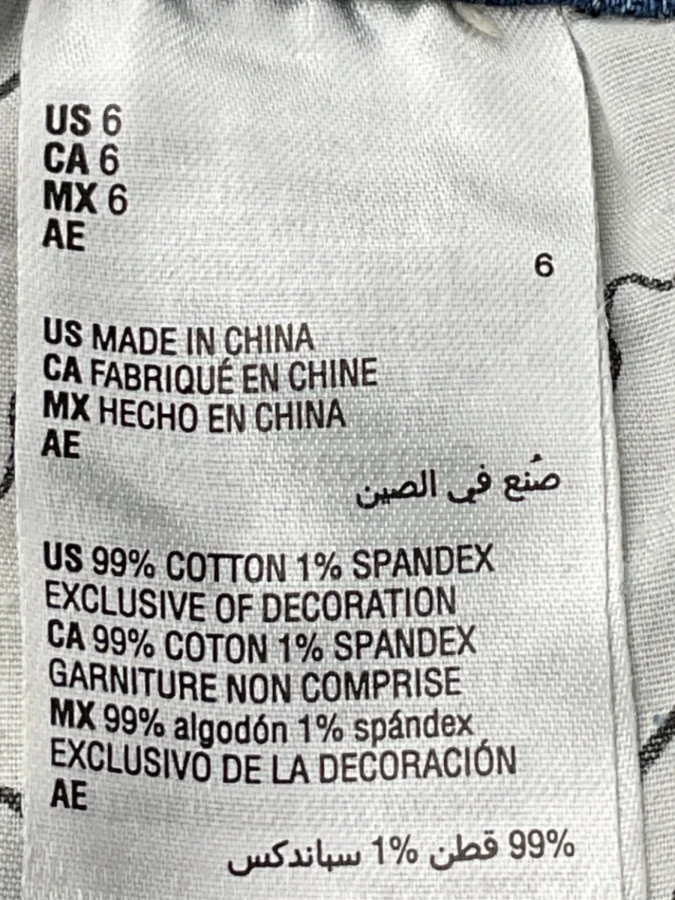 US 6
CA 6
MX 6
AE
6
US MADE IN CHINA
CA FABRIQUÉ EN CHINE
MX HECHO EN CHINA
AE
صُنع في الصين
US 99% COTTON 1% SPANDEX
EXCLUSIVE OF DECORATION
CA 99% COTON 1% SPANDEX
GARNITURE NON COMPRISE
MX 99% algodón 1% spándex
EXCLUSIVO DE LA DECORACIÓN
AE
99% قطن 1% سباندكس